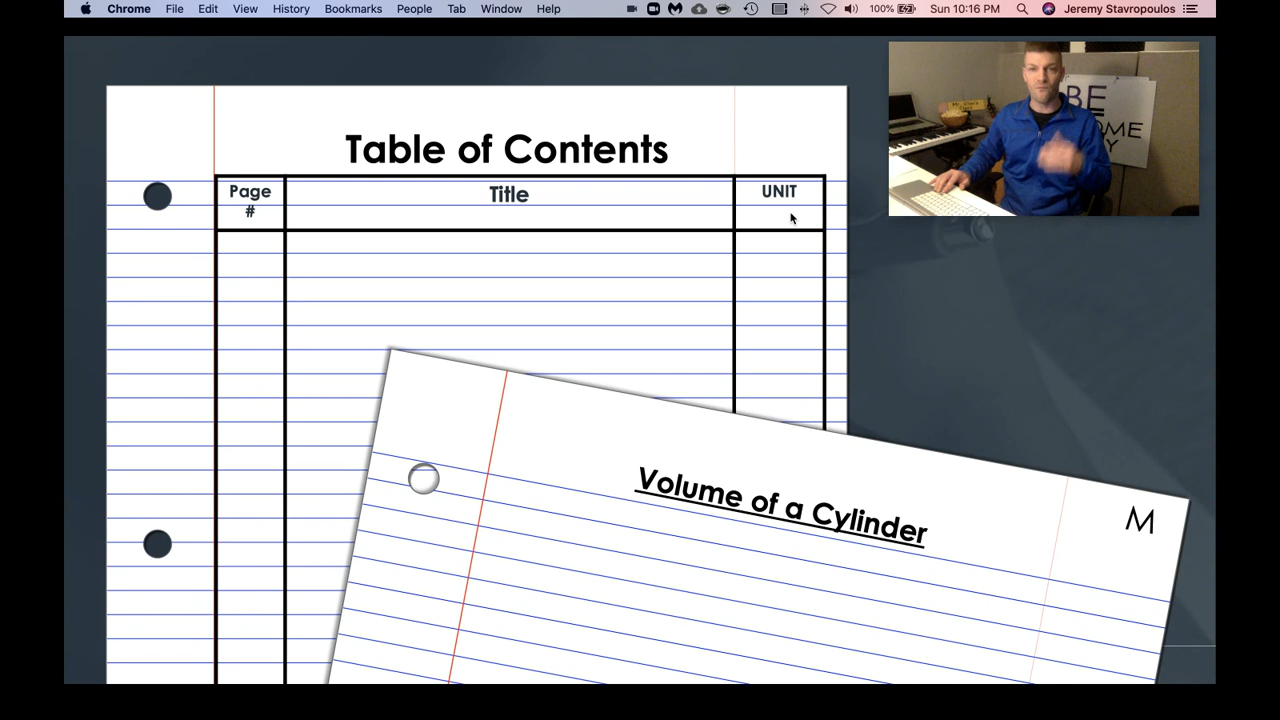 Chrome File Edit View History Bookmarks People Tab Window Help 100% Sun 10:16 PM Jeremy Stavropoulos
Table of Contents
Page
#
Title
UNIT
BE
Volume of a Cylinder
M